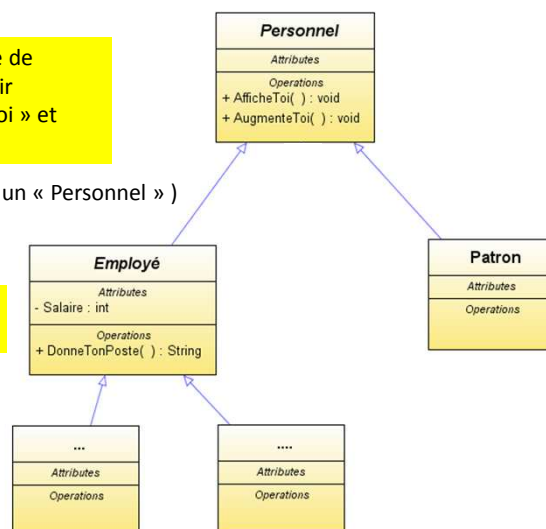 Personnel
Attributes
Operations
+ AfficheToi( ) : void
+ AugmenteToi( ) : void
de
oi » et
un « Personnel » )
Employé
Attributes
- Salaire : int
Operations
+ DonneTonPoste( ) : String
Patron
Attributes
Operations
...
Attributes
Operations
....
Attributes
Operations